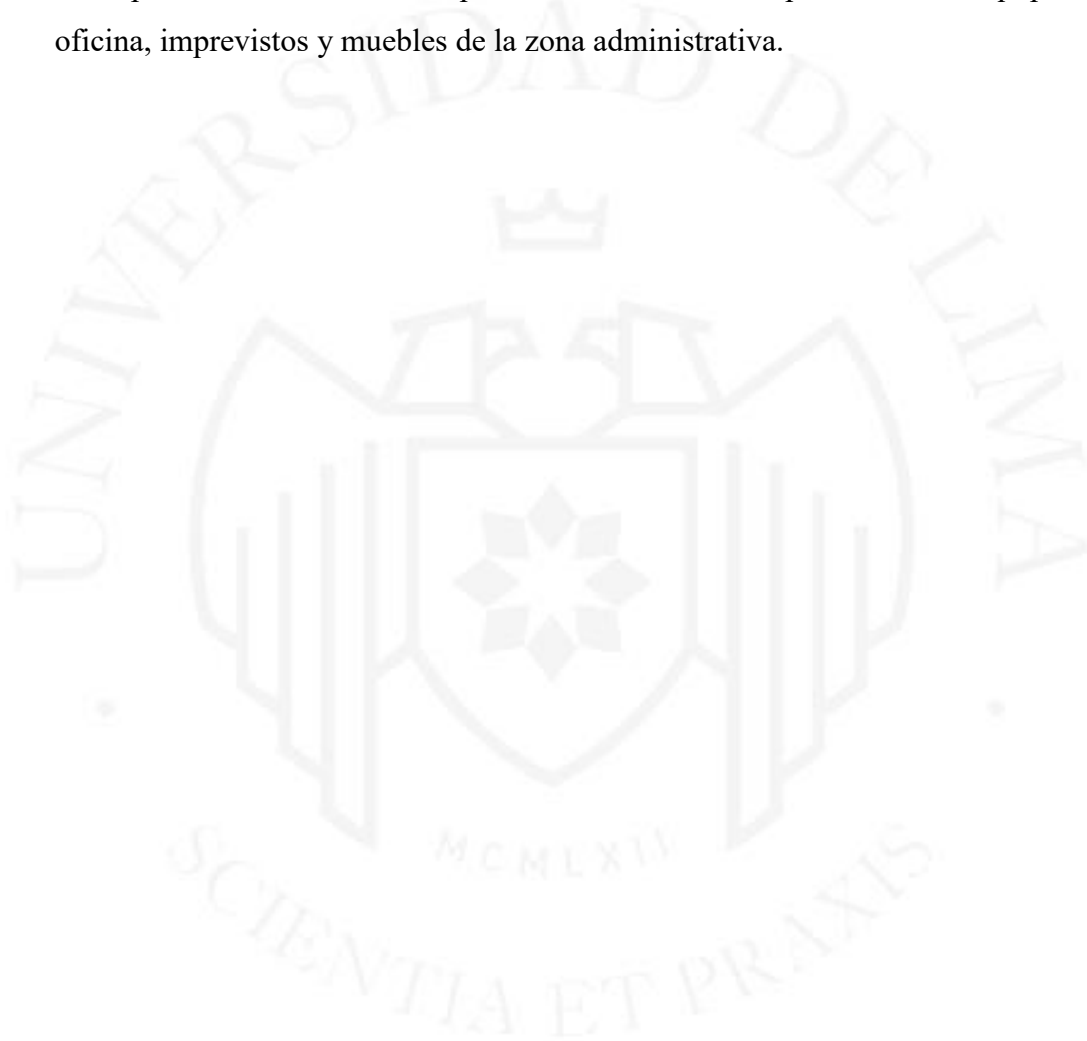 oficina, imprevistos y muebles de la zona administrativa.
UNIVERSIDAD DE LIMA
MCMLXII
SCIENTIA ET PRAXIS